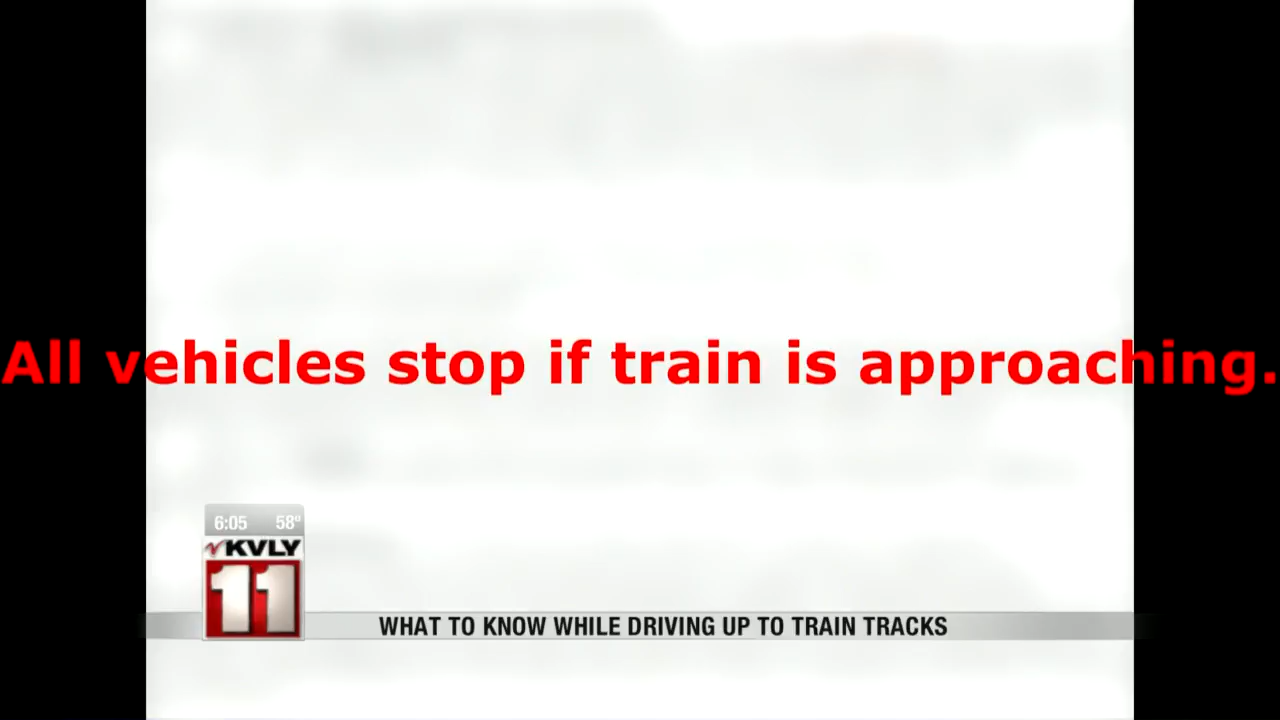 All vehicles stop if train is approaching.
6:05 58°
KVLY
11
WHAT TO KNOW WHILE DRIVING UP TO TRAIN TRACKS